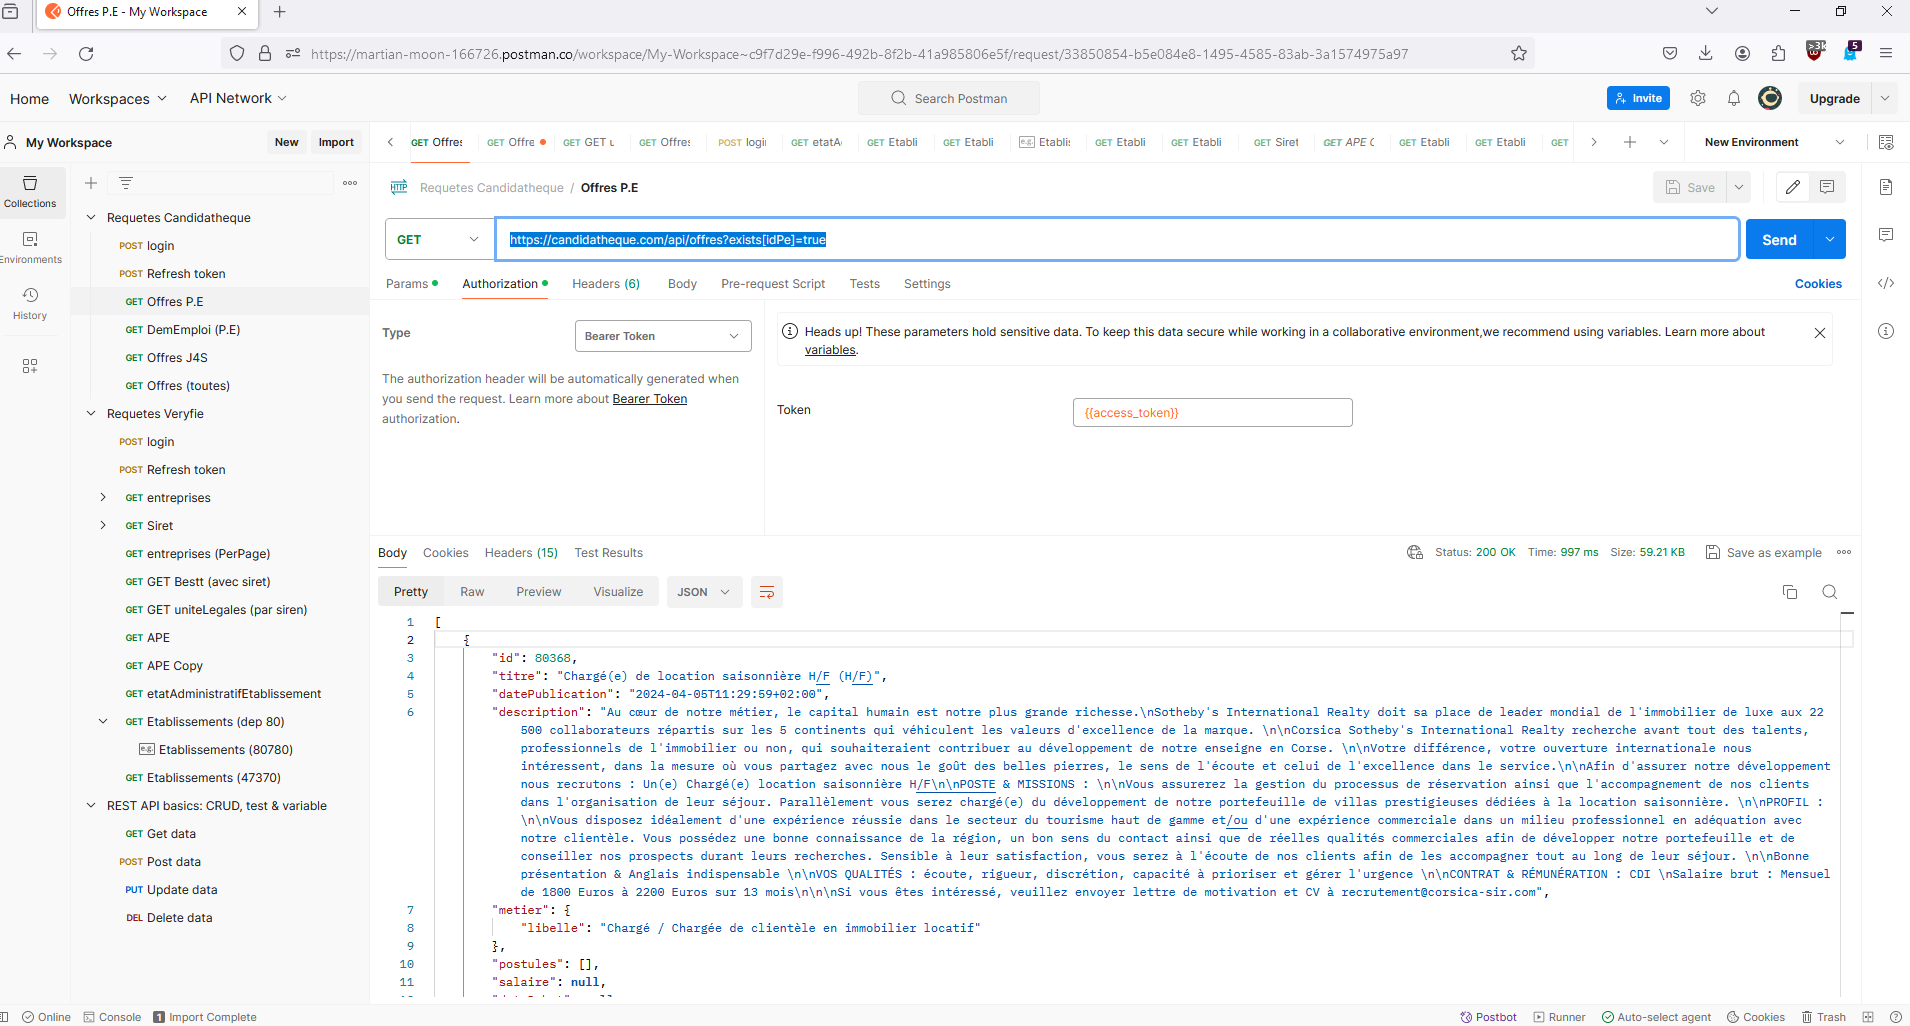 Offres P.E - My Workspace
https://martian-moon-166726.postman.co/workspace/My-Workspace~c9f7d29e-f996-492b-8f2b-41a985806e5f/request/33850854-b5e084e8-1495-4585-83ab-3a1574975a97
>3k
5
Home
Workspaces
API Network
Search Postman
Invite
Upgrade
My Workspace
New
Import
GET Offres
GET Offre
GET GET u
GET Offres
POST logi
GET etatA
GET Etabli
GET Etabli
e.g. Etablis
GET Etabli
GET Etabli
GET Siret
GET APE C
GET Etabli
GET Etabli
GET
New Environment
Collections
Environments
History
Requetes Candidatheque
POST login
POST Refresh token
GET Offres P.E
GET DemEmploi (P.E)
GET Offres J4S
GET Offres (toutes)
Requetes Veryfie
POST login
POST Refresh token
GET entreprises
GET Siret
GET entreprises (PerPage)
GET GET Bestt (avec siret)
GET GET uniteLegales (par siren)
GET APE
GET APE Copy
GET etatAdministratifEtablissement
GET Etablissements (dep 80)
e.g. Etablissements (80780)
GET Etablissements (47370)
REST API basics: CRUD, test & variable
GET Get data
POST Post data
PUT Update data
DEL Delete data
HTTP Requetes Candidatheque / Offres P.E
Save
GET
https://candidatheque.com/api/offres?exists[idPe]=true
Send
Params
Authorization
Headers (6)
Body
Pre-request Script
Tests
Settings
Cookies
Type
Bearer Token
The authorization header will be automatically generated when
you send the request. Learn more about Bearer Token
authorization.
Heads up! These parameters hold sensitive data. To keep this data secure while working in a collaborative environment,we recommend using variables. Learn more about
variables.
Token
{{access_token}}
Body
Cookies
Headers (15)
Test Results
Status: 200 OK
Time: 997 ms
Size: 59.21 KB
Save as example
Pretty
Raw
Preview
Visualize
JSON
1 [
2 {
3 "id": 80368,
4 "titre": "Chargé(e) de location saisonnière H/F (H/F)",
5 "datePublication": "2024-04-05T11:29:59+02:00",
6 "description": "Au cœur de notre métier, le capital humain est notre plus grande richesse.\nSotheby's International Realty doit sa place de leader mondial de l'immobilier de luxe aux 22
500 collaborateurs répartis sur les 5 continents qui véhiculent les valeurs d'excellence de la marque. \n\nCorsica Sotheby's International Realty recherche avant tout des talents,
professionnels de l'immobilier ou non, qui souhaiteraient contribuer au développement de notre enseigne en Corse. \n\nVotre différence, votre ouverture internationale nous
intéressent, dans la mesure où vous partagez avec nous le goût des belles pierres, le sens de l'écoute et celui de l'excellence dans le service.\n\nAfin d'assurer notre développement
nous recrutons : Un(e) Chargé(e) location saisonnière H/F\n\nPOSTE & MISSIONS : \n\nVous assurerez la gestion du processus de réservation ainsi que l'accompagnement de nos clients
dans l'organisation de leur séjour. Parallèlement vous serez chargé(e) du développement de notre portefeuille de villas prestigieuses dédiées à la location saisonnière. \n\nPROFIL :
\n\nVous disposez idéalement d'une expérience réussie dans le secteur du tourisme haut de gamme et/ou d'une expérience commerciale dans un milieu professionnel en adéquation avec
notre clientèle. Vous possédez une bonne connaissance de la région, un bon sens du contact ainsi que de réelles qualités commerciales afin de développer notre portefeuille et de
conseiller nos prospects durant leurs recherches. Sensible à leur satisfaction, vous serez à l'écoute de nos clients afin de les accompagner tout au long de leur séjour. \n\nBonne
présentation & Anglais indispensable \n\nVOS QUALITÉS : écoute, rigueur, discrétion, capacité à prioriser et gérer l'urgence \n\nCONTRAT & RÉMUNÉRATION : CDI \nSalaire brut : Mensuel
de 1800 Euros à 2200 Euros sur 13 mois\n\n\nSi vous êtes intéressé, veuillez envoyer lettre de motivation et CV à recrutement@corsica-sir.com",
7 "metier": {
8 "libelle": "Chargé / Chargée de clientèle en immobilier locatif"
9 },
10 "postules": [],
11 "salaire": null,
Online
Console
1 Import Complete
Postbot
Runner
Auto-select agent
Cookies
Trash